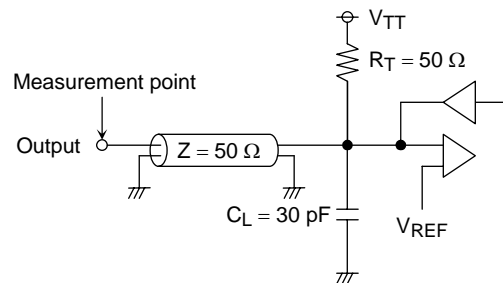 V_TT
R_T = 50 Ω
Measurement point
Output
Z = 50 Ω
C_L = 30 pF
V_REF